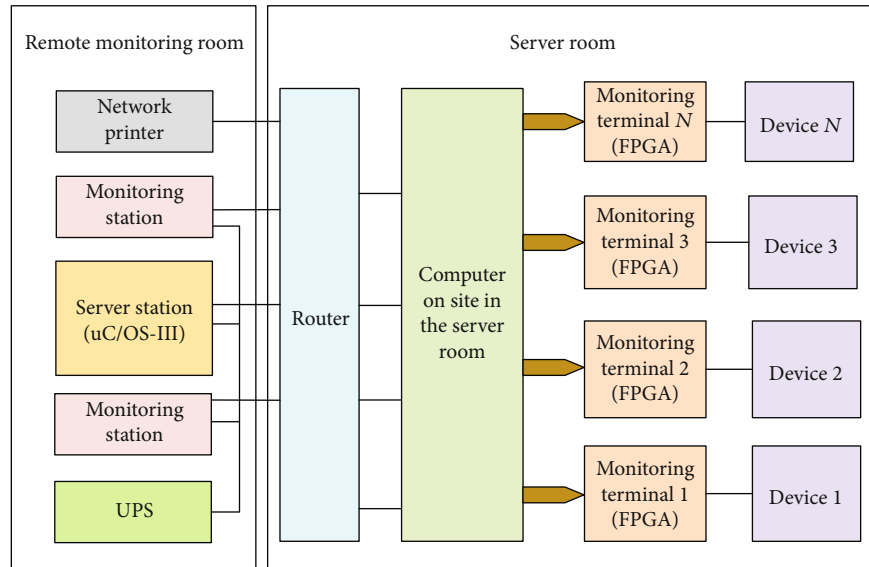 Remote monitoring room
Network
printer
Monitoring
station
Server station
(uC/OS-III)
Monitoring
station
UPS
Server room
Router
Computer
on site in
the server
room
Monitoring
terminal N
(FPGA)
Device N
Monitoring
terminal 3
(FPGA)
Device 3
Monitoring
terminal 2
(FPGA)
Device 2
Monitoring
terminal 1
(FPGA)
Device 1